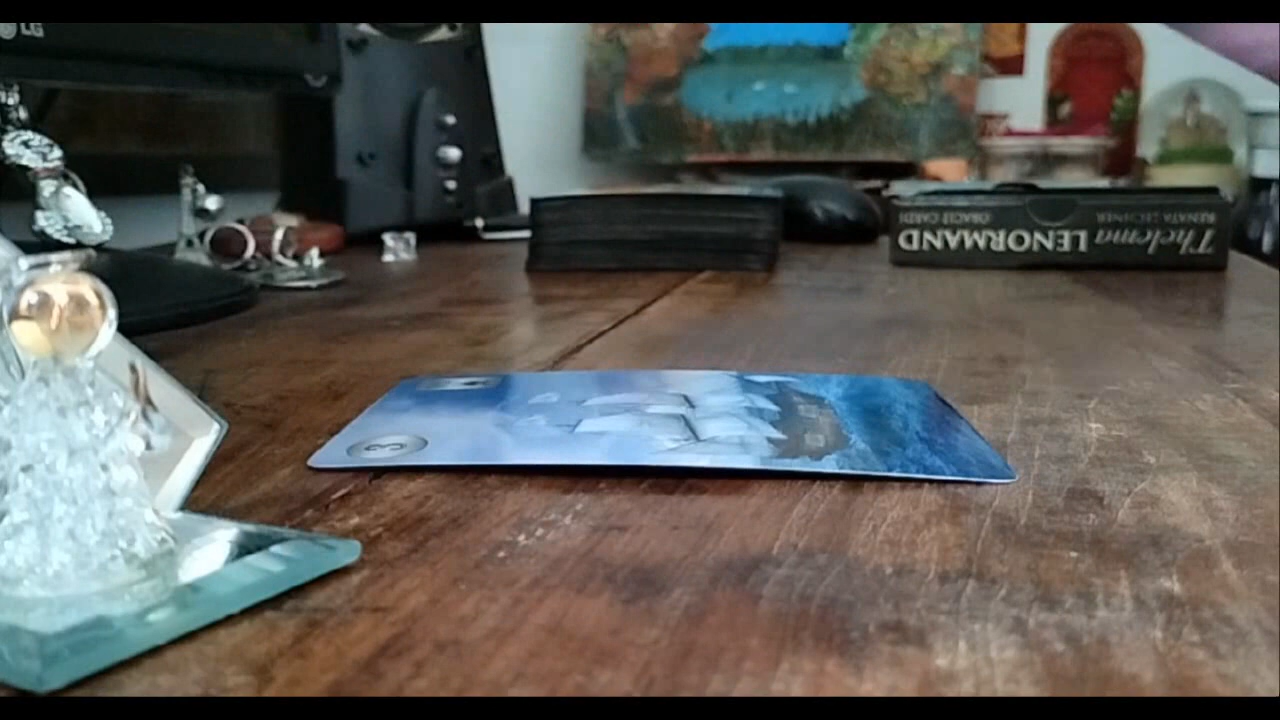 LG
Thelema
LENORMAND
RENATA LECHNER
ORACLE CARDS
3